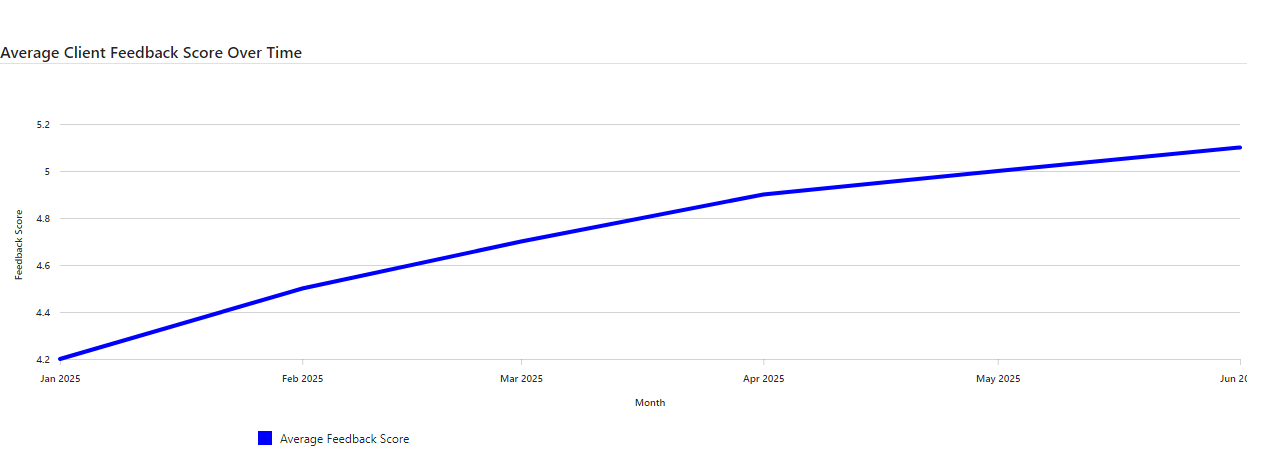 Average Client Feedback Score Over Time
5.2
5
4.8
4.6
4.4
4.2
Feedback Score
Jan 2025 Feb 2025 Mar 2025 Apr 2025 May 2025 Jun
Month
Average Feedback Score